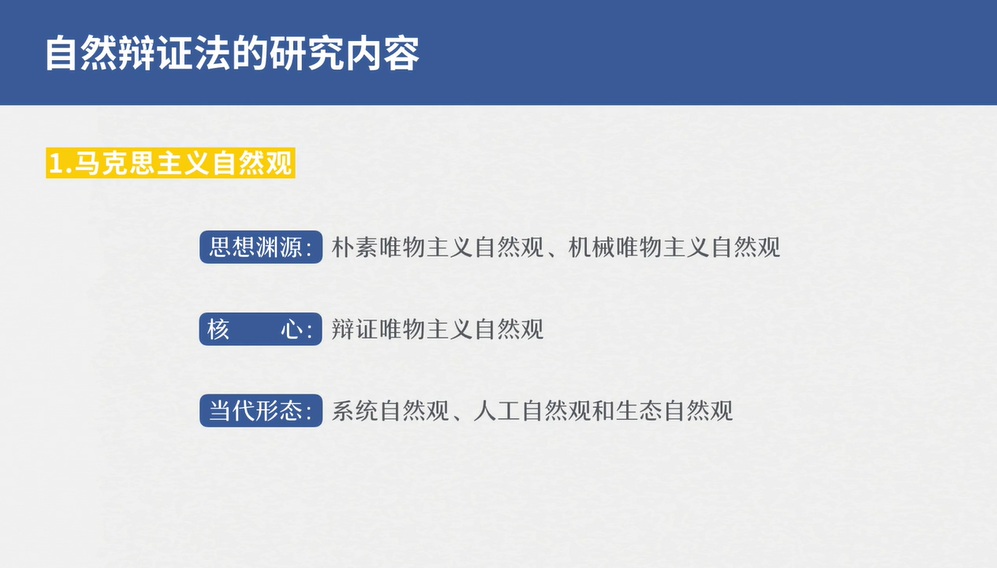 自然辩证法的研究内容
1.马克思主义自然观
思想渊源：朴素唯物主义自然观、机械唯物主义自然观
核心：辩证唯物主义自然观
当代形态：系统自然观、人工自然观和生态自然观